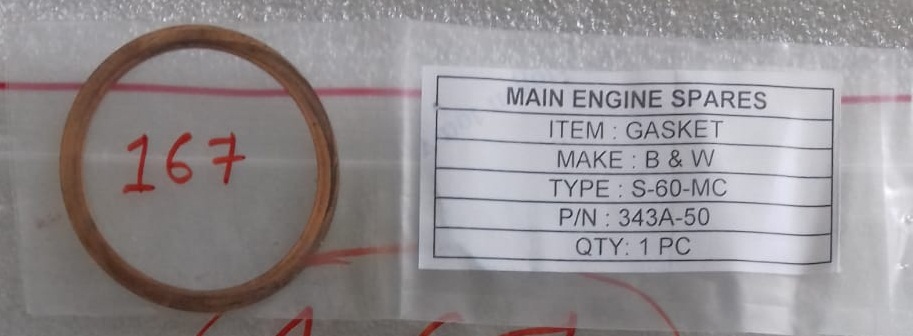 167
MAIN ENGINE SPARES
ITEM : GASKET
MAKE : B & W
TYPE : S-60-MC
P/N : 343A-50
QTY: 1 PC